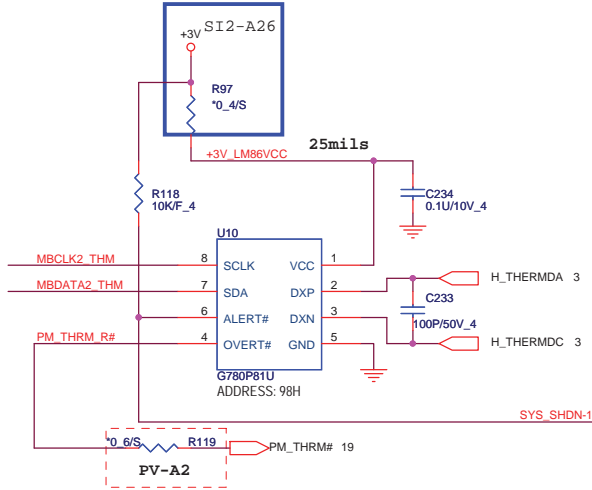 SI2-A26
+3V
R97
*0_4/S
25mils
+3V_LM86VCC
R118
10K/F_4
C234
0.1U/10V_4
U10
MBCLK2_THM
8
SCLK
VCC
1
MBDATA2_THM
7
SDA
DXP
2
H_THERMDA 3
6
ALERT#
DXN
3
C233
100P/50V_4
PM_THRM_R#
4
OVERT#
GND
5
H_THERMDC 3
G780P81U
ADDRESS: 98H
SYS_SHDN-1
*0_6/S
R119
PM_THRM# 19
PV-A2